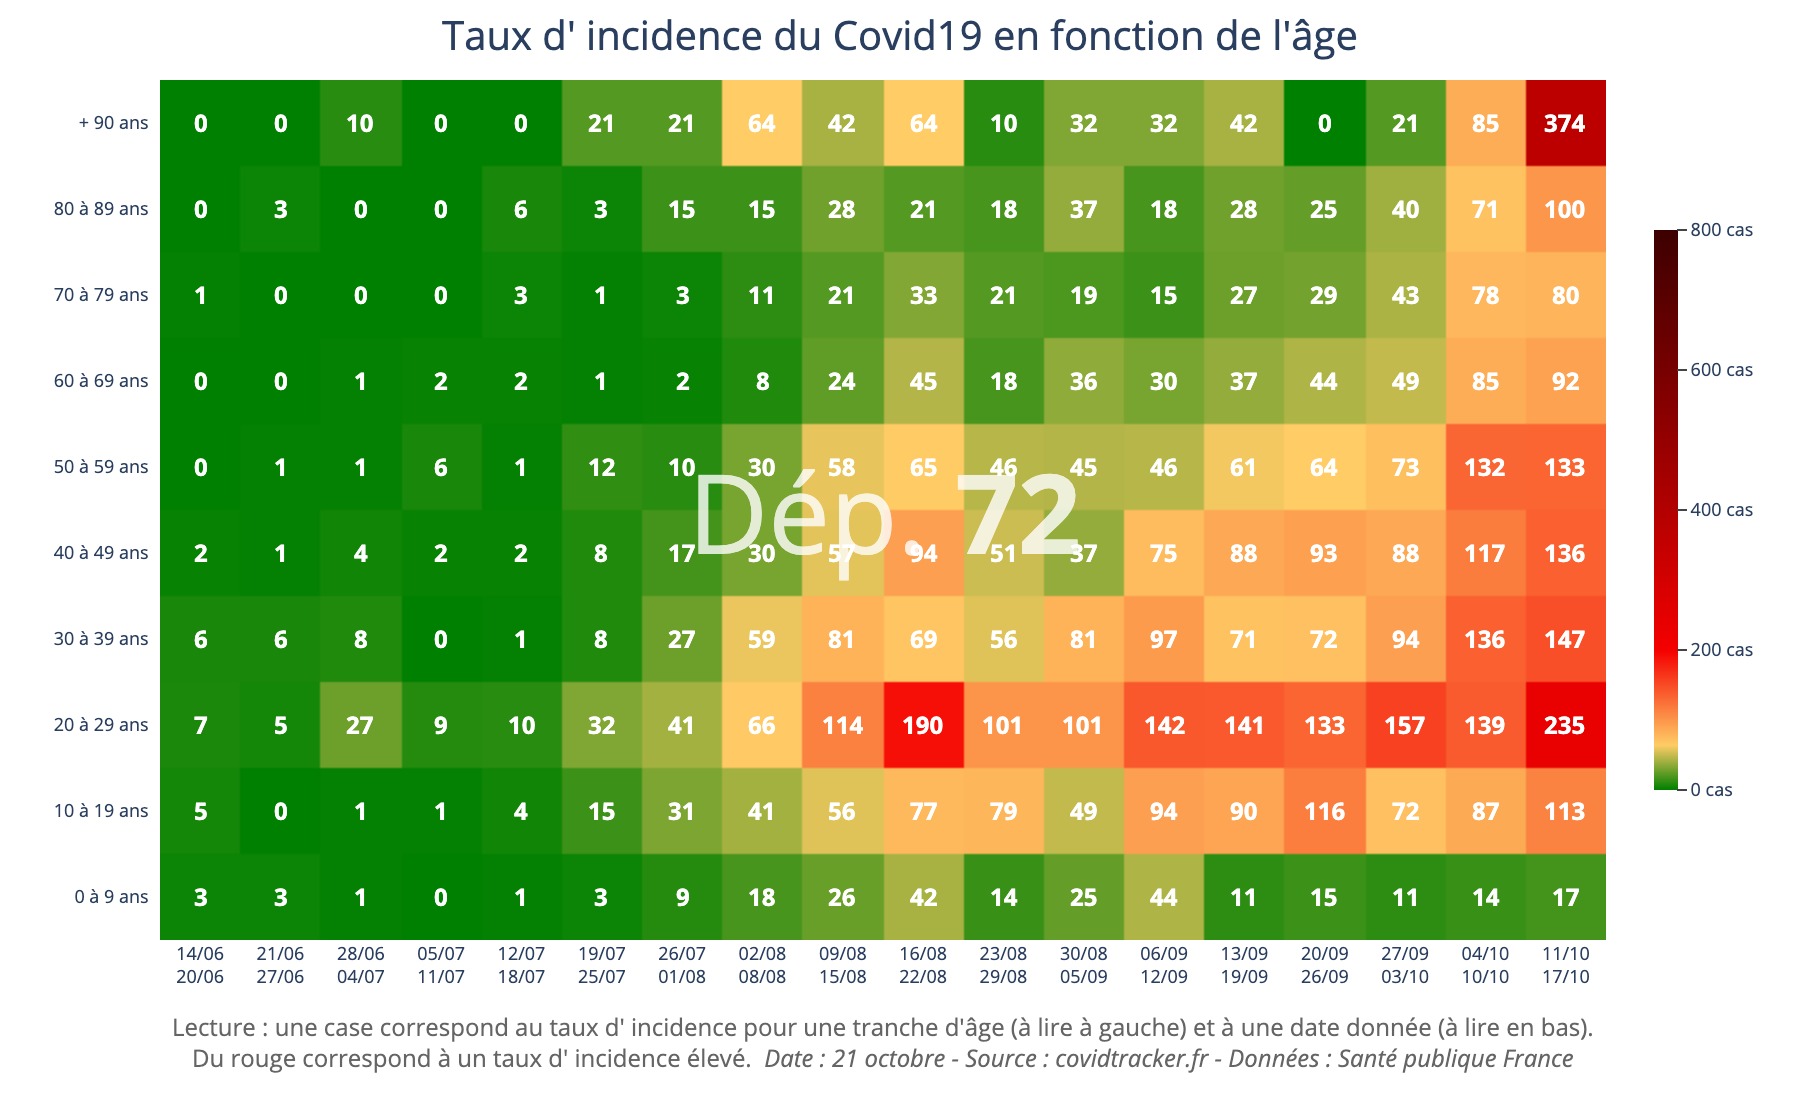 Taux d' incidence du Covid19 en fonction de l'âge
+ 90 ans 0 0 10 0 0 21 21 64 42 64 10 32 32 42 0 21 85 374
80 à 89 ans 0 3 0 0 6 3 15 15 28 21 18 37 18 28 25 40 71 100
70 à 79 ans 1 0 0 0 3 1 3 11 21 33 21 19 15 27 29 43 78 80
60 à 69 ans 0 0 1 2 2 1 2 8 24 45 18 36 30 37 44 49 85 92
50 à 59 ans 0 1 1 6 1 12 10 30 58 65 46 45 46 61 64 73 132 133
Dép. 72
40 à 49 ans 2 1 4 2 2 8 17 30 57 94 51 37 75 88 93 88 117 136
30 à 39 ans 6 6 8 0 1 8 27 59 81 69 56 81 97 71 72 94 136 147
20 à 29 ans 7 5 27 9 10 32 41 66 114 190 101 101 142 141 133 157 139 235
10 à 19 ans 5 0 1 1 4 15 31 41 56 77 79 49 94 90 116 72 87 113
0 à 9 ans 3 3 1 0 1 3 9 18 26 42 14 25 44 11 15 11 14 17
14/06 21/06 28/06 05/07 12/07 19/07 26/07 02/08 09/08 16/08 23/08 30/08 06/09 13/09 20/09 27/09 04/10 11/10
20/06 27/06 04/07 11/07 18/07 25/07 01/08 08/08 15/08 22/08 29/08 05/09 12/09 19/09 26/09 03/10 10/10 17/10
800 cas
600 cas
400 cas
200 cas
0 cas
Lecture : une case correspond au taux d' incidence pour une tranche d'âge (à lire à gauche) et à une date donnée (à lire en bas).
Du rouge correspond à un taux d' incidence élevé. Date : 21 octobre - Source : covidtracker.fr - Données : Santé publique France